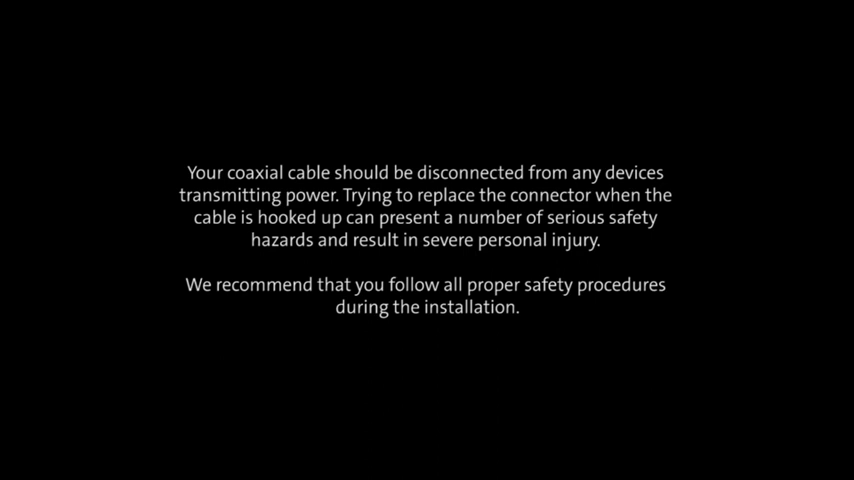 Your coaxial cable should be disconnected from any devices
transmitting power. Trying to replace the connector when the
cable is hooked up can present a number of serious safety
hazards and result in severe personal injury.
We recommend that you follow all proper safety procedures
during the installation.